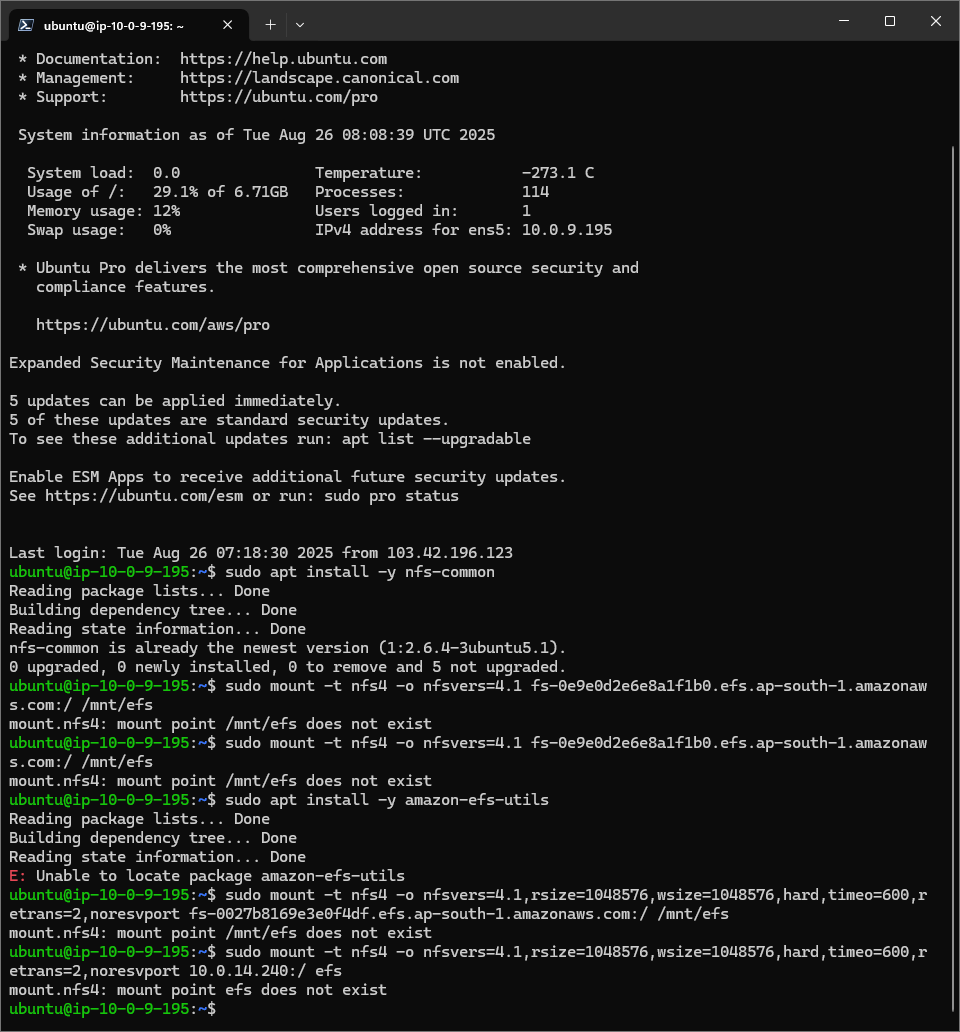 ubuntu@ip-10-0-9-195: ~
 * Documentation:  https://help.ubuntu.com
 * Management:     https://landscape.canonical.com
 * Support:        https://ubuntu.com/pro
 System information as of Tue Aug 26 08:08:39 UTC 2025
  System load:  0.0               Temperature:           -273.1 C
  Usage of /:   29.1% of 6.71GB   Processes:             114
  Memory usage: 12%               Users logged in:       1
  Swap usage:   0%                IPv4 address for ens5: 10.0.9.195
 * Ubuntu Pro delivers the most comprehensive open source security and
   compliance features.
   https://ubuntu.com/aws/pro
Expanded Security Maintenance for Applications is not enabled.
5 updates can be applied immediately.
5 of these updates are standard security updates.
To see these additional updates run: apt list --upgradable
Enable ESM Apps to receive additional future security updates.
See https://ubuntu.com/esm or run: sudo pro status
Last login: Tue Aug 26 07:18:30 2025 from 103.42.196.123
ubuntu@ip-10-0-9-195:~$ sudo apt install -y nfs-common
Reading package lists... Done
Building dependency tree... Done
Reading state information... Done
nfs-common is already the newest version (1:2.6.4-3ubuntu5.1).
0 upgraded, 0 newly installed, 0 to remove and 5 not upgraded.
ubuntu@ip-10-0-9-195:~$ sudo mount -t nfs4 -o nfsvers=4.1 fs-0e9e0d2e6e8a1f1b0.efs.ap-south-1.amazonaw
s.com:/ /mnt/efs
mount.nfs4: mount point /mnt/efs does not exist
ubuntu@ip-10-0-9-195:~$ sudo mount -t nfs4 -o nfsvers=4.1 fs-0e9e0d2e6e8a1f1b0.efs.ap-south-1.amazonaw
s.com:/ /mnt/efs
mount.nfs4: mount point /mnt/efs does not exist
ubuntu@ip-10-0-9-195:~$ sudo apt install -y amazon-efs-utils
Reading package lists... Done
Building dependency tree... Done
Reading state information... Done
E: Unable to locate package amazon-efs-utils
ubuntu@ip-10-0-9-195:~$ sudo mount -t nfs4 -o nfsvers=4.1,rsize=1048576,wsize=1048576,hard,timeo=600,r
etrans=2,noresvport fs-0027b8169e3e0f4df.efs.ap-south-1.amazonaws.com:/ /mnt/efs
mount.nfs4: mount point /mnt/efs does not exist
ubuntu@ip-10-0-9-195:~$ sudo mount -t nfs4 -o nfsvers=4.1,rsize=1048576,wsize=1048576,hard,timeo=600,r
etrans=2,noresvport 10.0.14.240:/ efs
mount.nfs4: mount point efs does not exist
ubuntu@ip-10-0-9-195:~$